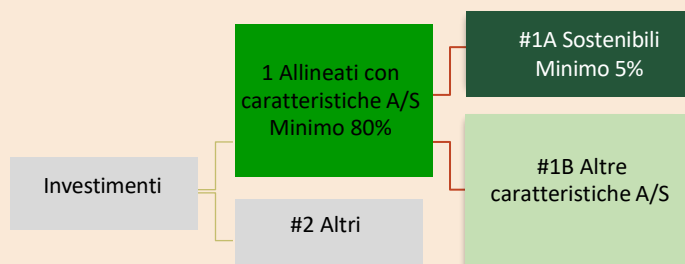 Investimenti
1 Allineati con
caratteristiche A/S
Minimo 80%
#2 Altri
#1A Sostenibili
Minimo 5%
#1B Altre
caratteristiche A/S